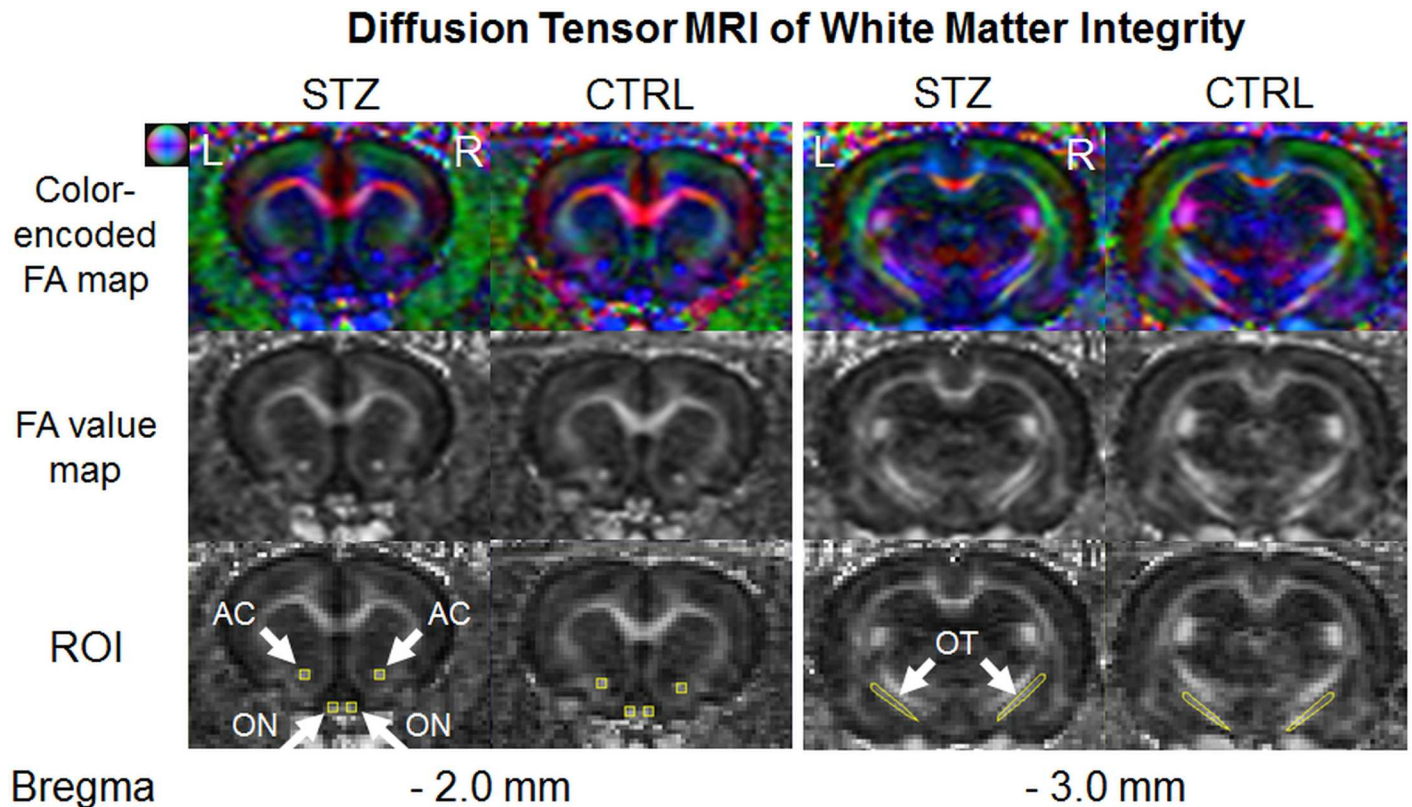 Diffusion Tensor MRI of White Matter Integrity
STZ CTRL STZ CTRL
L R L R
Color-
encoded
FA map
FA value
map
ROI
AC AC OT
ON ON
Bregma - 2.0 mm - 3.0 mm